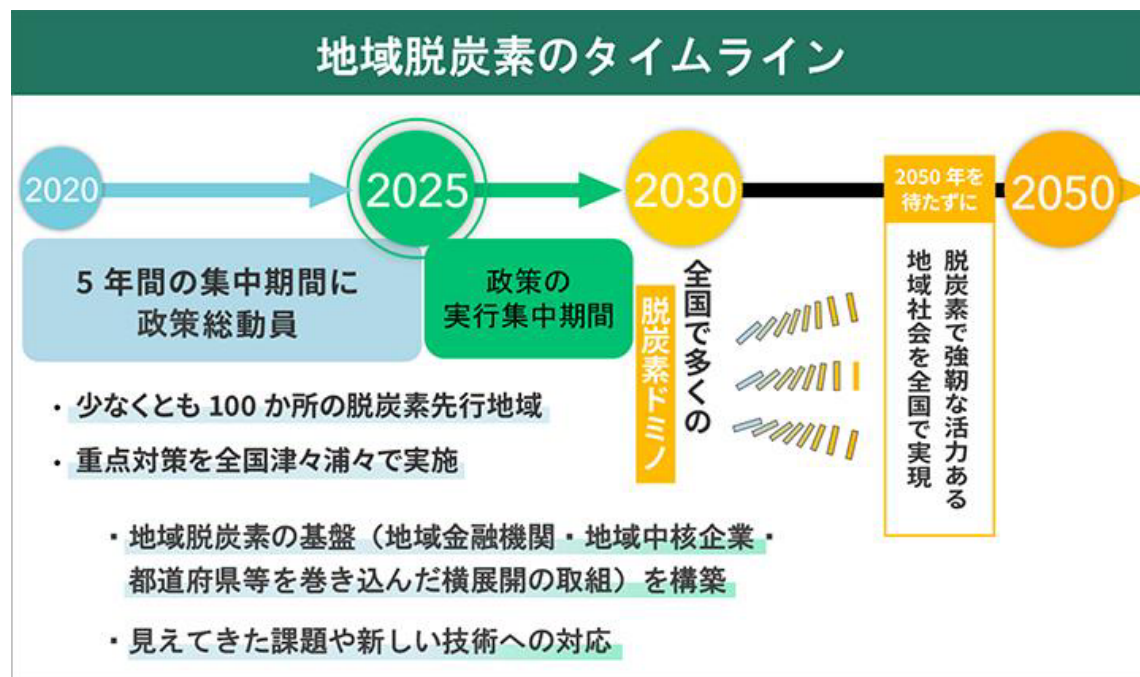 地域脱炭素のタイムライン
2020
2025
2030
2050年を
待たずに
2050
5年間の集中期間に
政策総動員
政策の
実行集中期間
全国で多くの
脱炭素ドミノ
脱炭素で強靭な活力ある
地域社会を全国で実現
・少なくとも100か所の脱炭素先行地域
・重点対策を全国津々浦々で実施
・地域脱炭素の基盤（地域金融機関・地域中核企業・
都道府県等を巻き込んだ横展開の取組）を構築
・見えてきた課題や新しい技術への対応